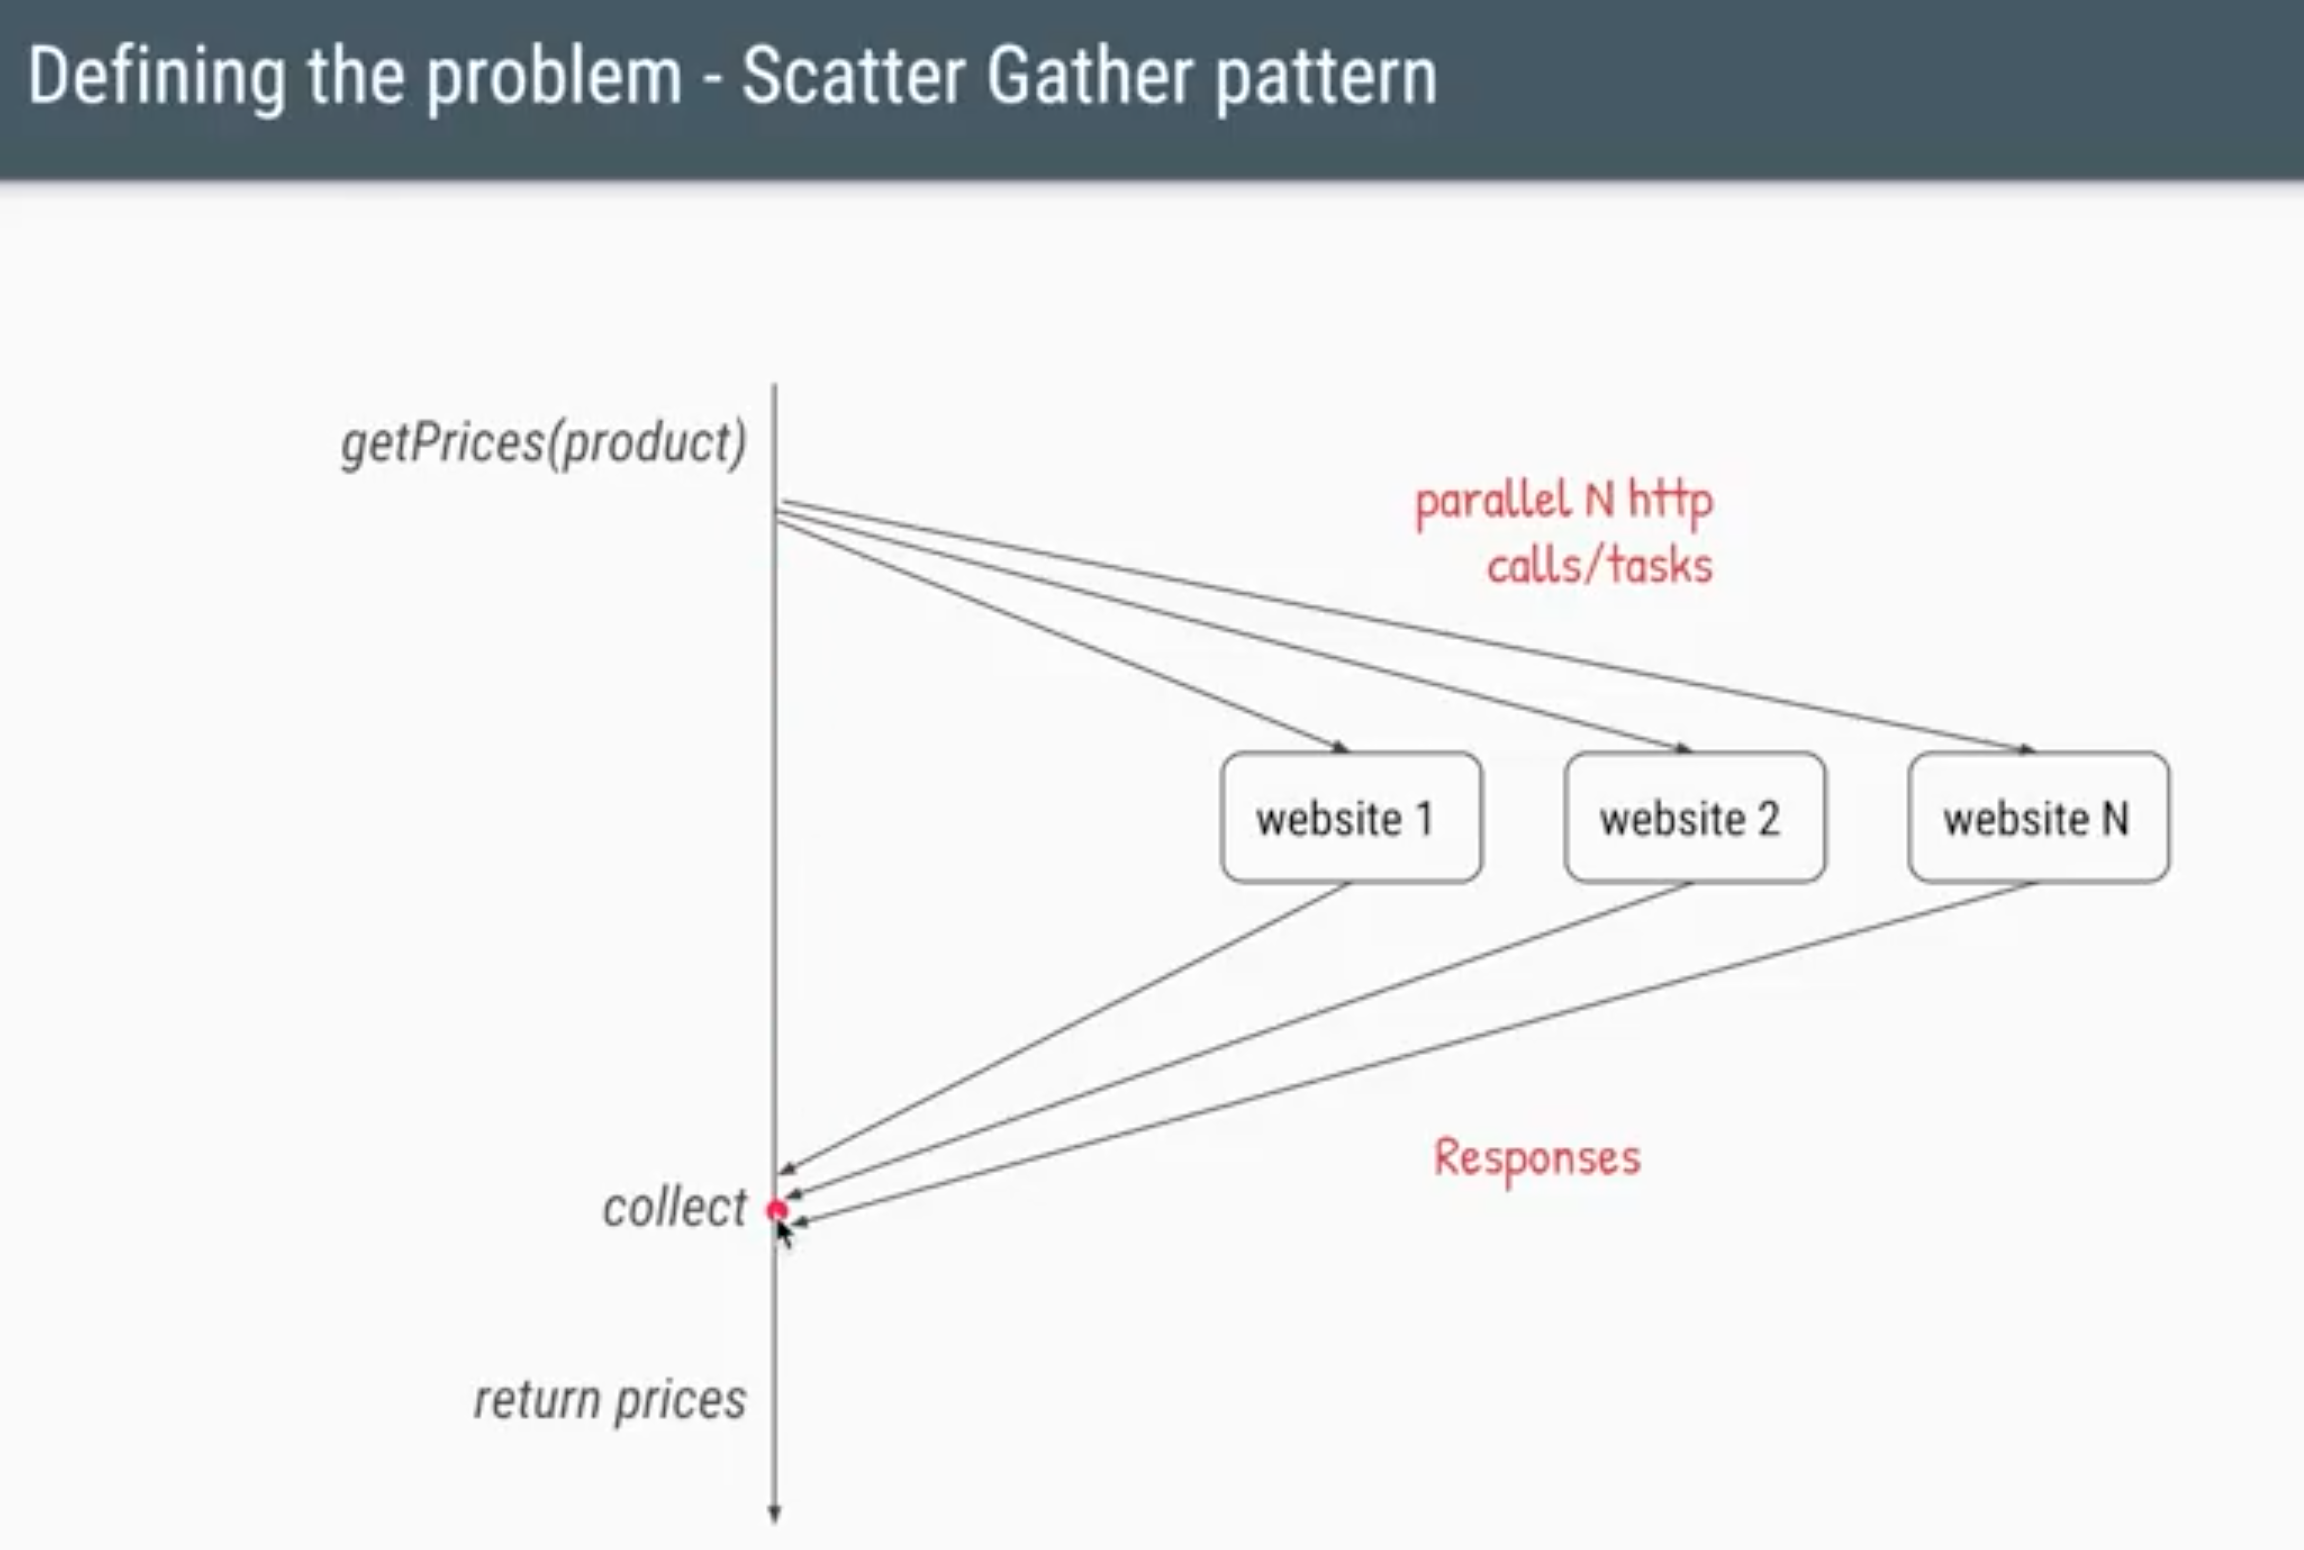 Defining the problem - Scatter Gather pattern
getPrices(product)
parallel N http
calls/tasks
website 1
website 2
website N
Responses
collect
return prices